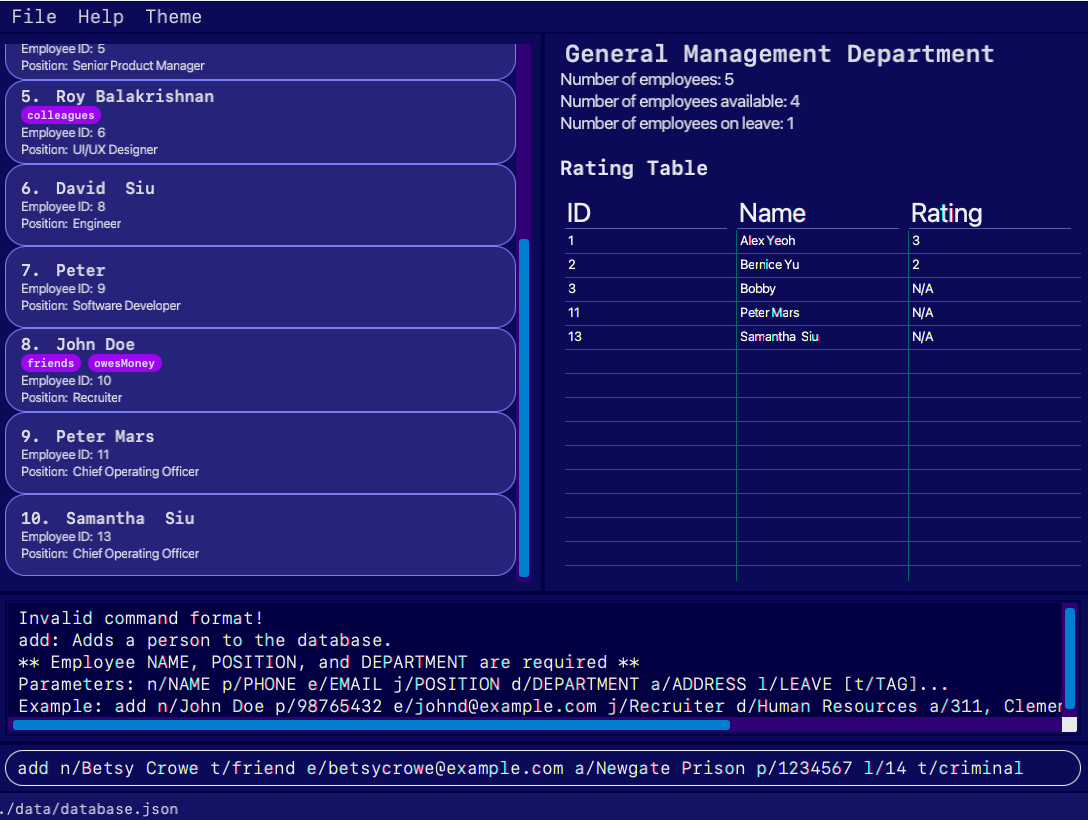 File Help Theme
Employee ID: 5
Position: Senior Product Manager
5. Roy Balakrishnan
colleagues
Employee ID: 6
Position: UI/UX Designer
6. David Siu
Employee ID: 8
Position: Engineer
7. Peter
Employee ID: 9
Position: Software Developer
8. John Doe
friends owesMoney
Employee ID: 10
Position: Recruiter
9. Peter Mars
Employee ID: 11
Position: Chief Operating Officer
10. Samantha Siu
Employee ID: 13
Position: Chief Operating Officer
General Management Department
Number of employees: 5
Number of employees available: 4
Number of employees on leave: 1
Rating Table
ID Name Rating
1 Alex Yeoh 3
2 Bernice Yu 2
3 Bobby N/A
11 Peter Mars N/A
13 Samantha Siu N/A
Invalid command format!
add: Adds a person to the database.
** Employee NAME, POSITION, and DEPARTMENT are required **
Parameters: n/NAME p/PHONE e/EMAIL j/POSITION d/DEPARTMENT a/ADDRESS l/LEAVE [t/TAG]...
Example: add n/John Doe p/98765432 e/johnd@example.com j/Recruiter d/Human Resources a/311, Clemen
add n/Betsy Crowe t/friend e/betsycrowe@example.com a/Newgate Prison p/1234567 l/14 t/criminal
./data/database.json